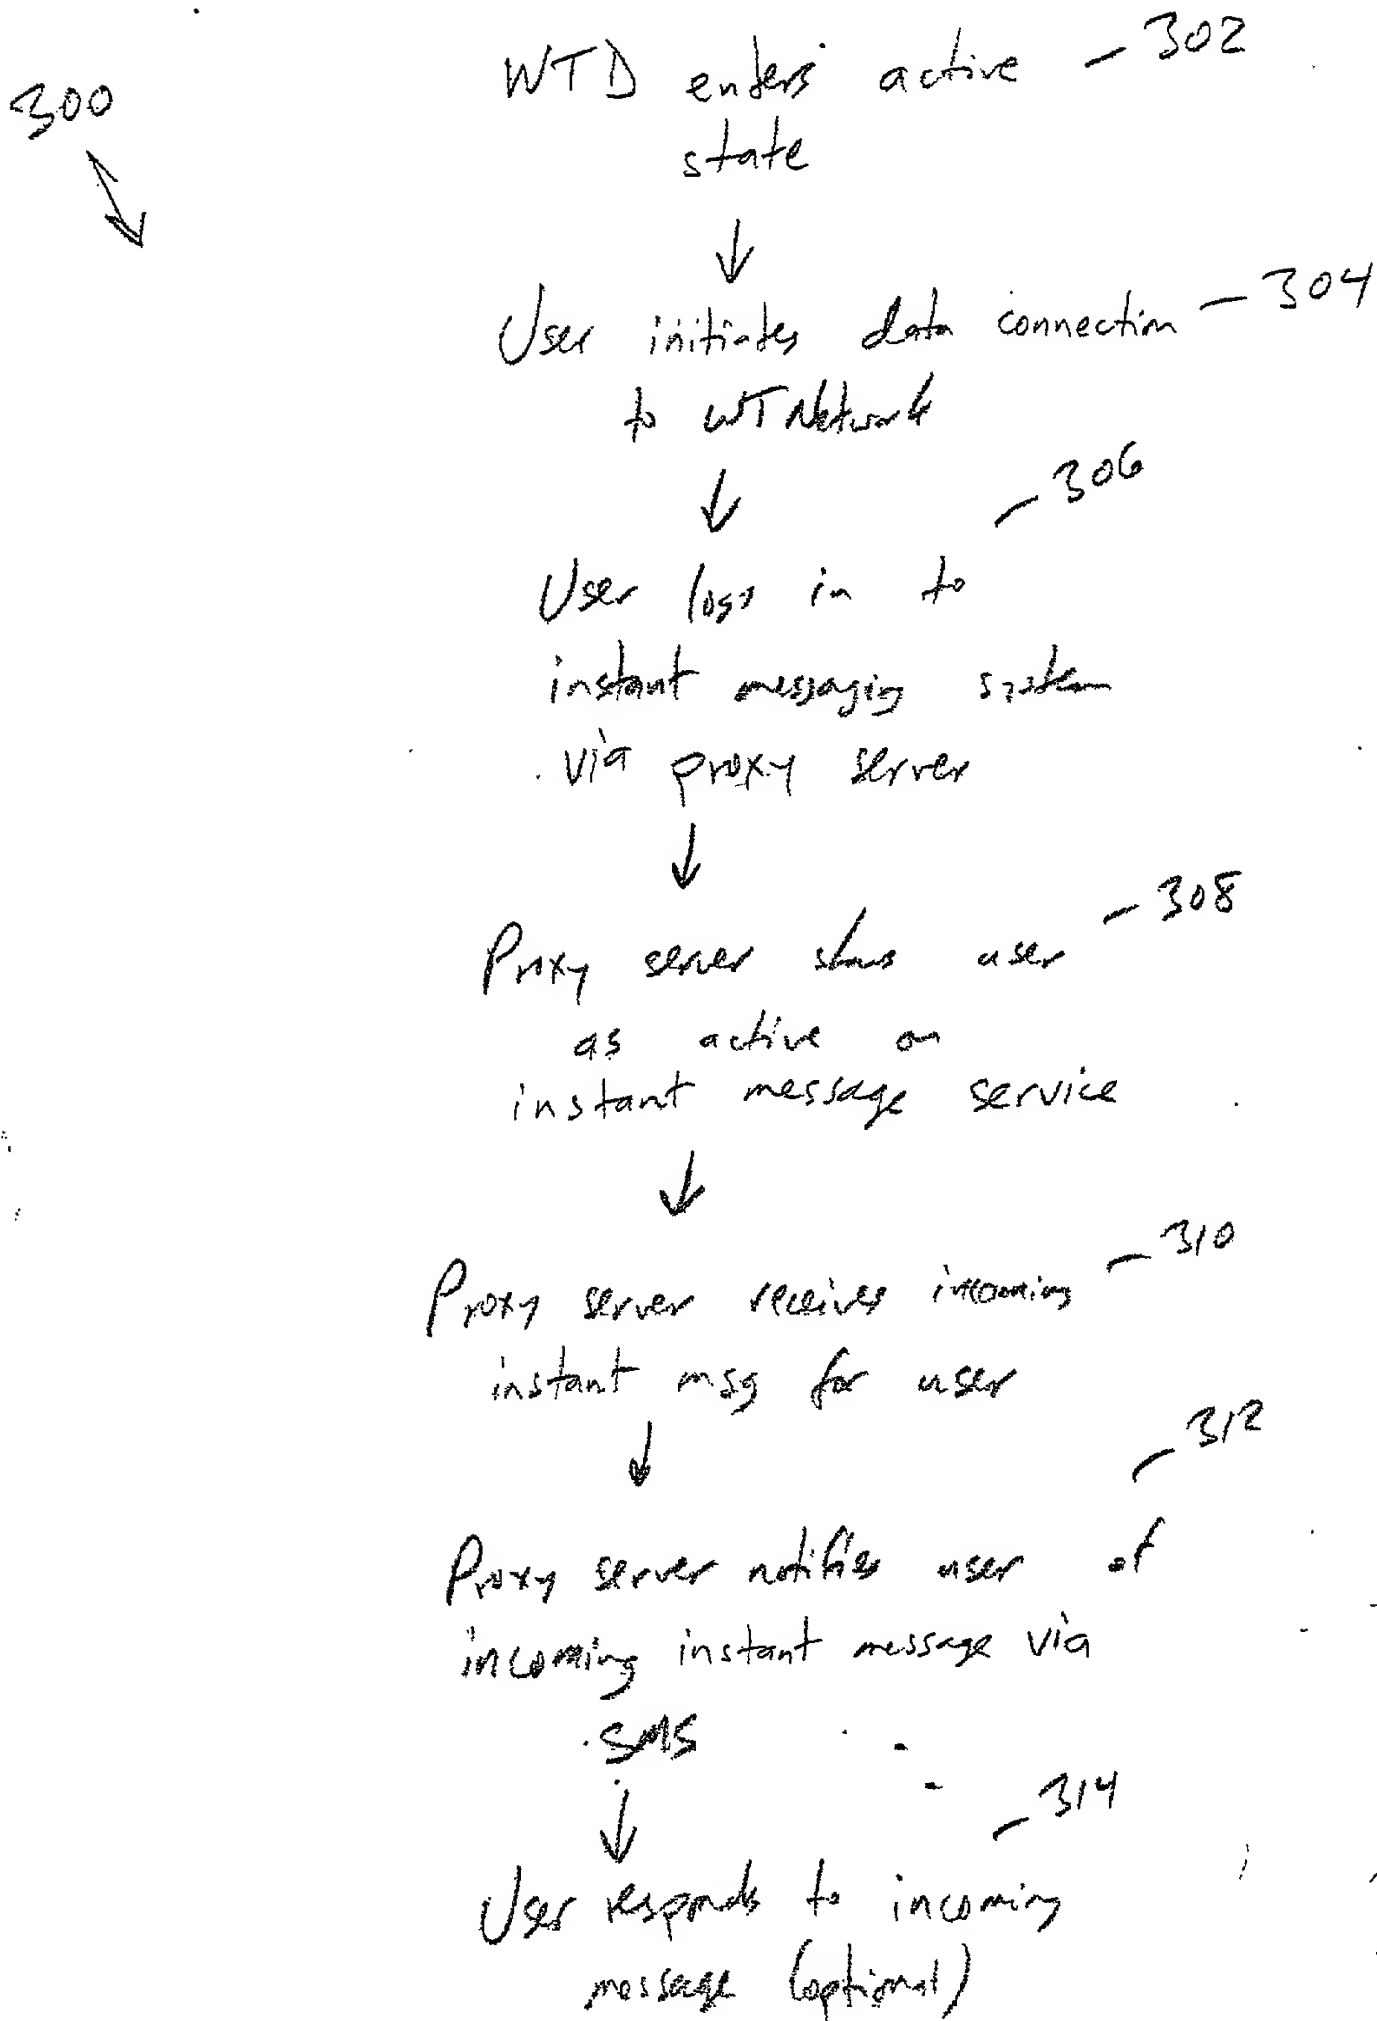 WTD enters active - 302
300
state
User initiates data connection - 304
to WT Network
- 306
User logs in to
instant messaging system
via proxy server
- 308
Proxy server shows user
as active on
instant message service
- 310
Proxy server receives incoming
instant msg for user
- 312
Proxy server notifies user of
incoming instant message via
SMS
- 314
User responds to incoming
message (optional)